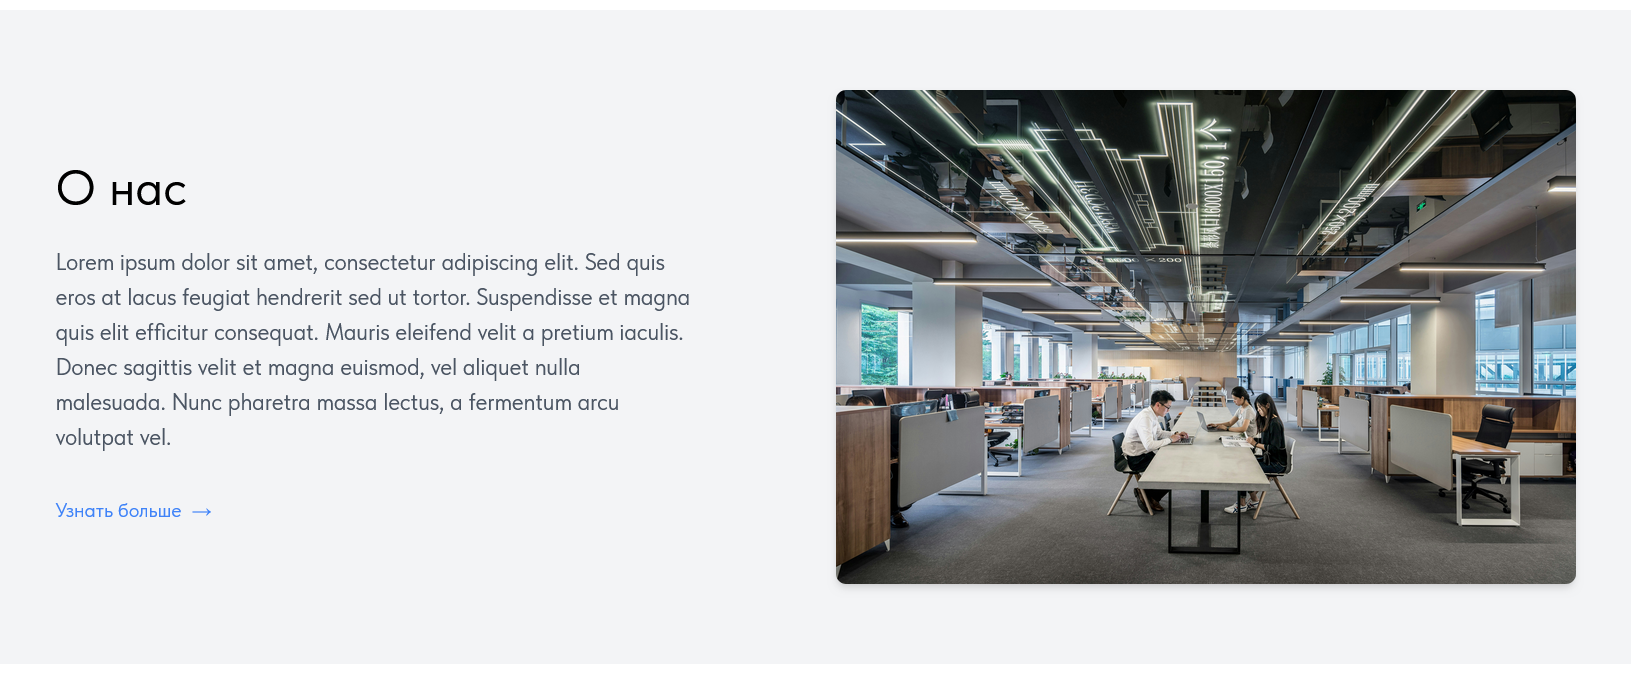 О нас
Lorem ipsum dolor sit amet, consectetur adipiscing elit. Sed quis
eros at lacus feugiat hendrerit sed ut tortor. Suspendisse et magna
quis elit efficitur consequat. Mauris eleifend velit a pretium iaculis.
Donec sagittis velit et magna euismod, vel aliquet nulla
malesuada. Nunc pharetra massa lectus, a fermentum arcu
volutpat vel.
Узнать больше →